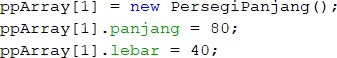 ppArray[1] = new PersegiPanjang();
ppArray[1].panjang = 80;
ppArray[1].lebar = 40;